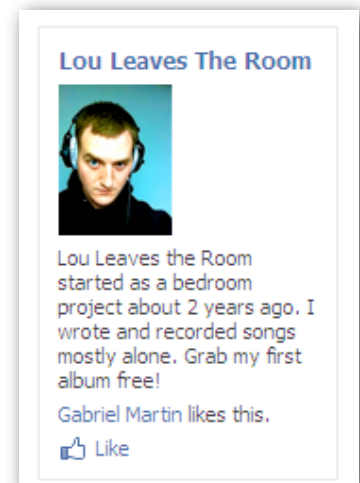 Lou Leaves The Room
Lou Leaves the Room
started as a bedroom
project about 2 years ago. I
wrote and recorded songs
mostly alone. Grab my first
album free!
Gabriel Martin likes this.
Like